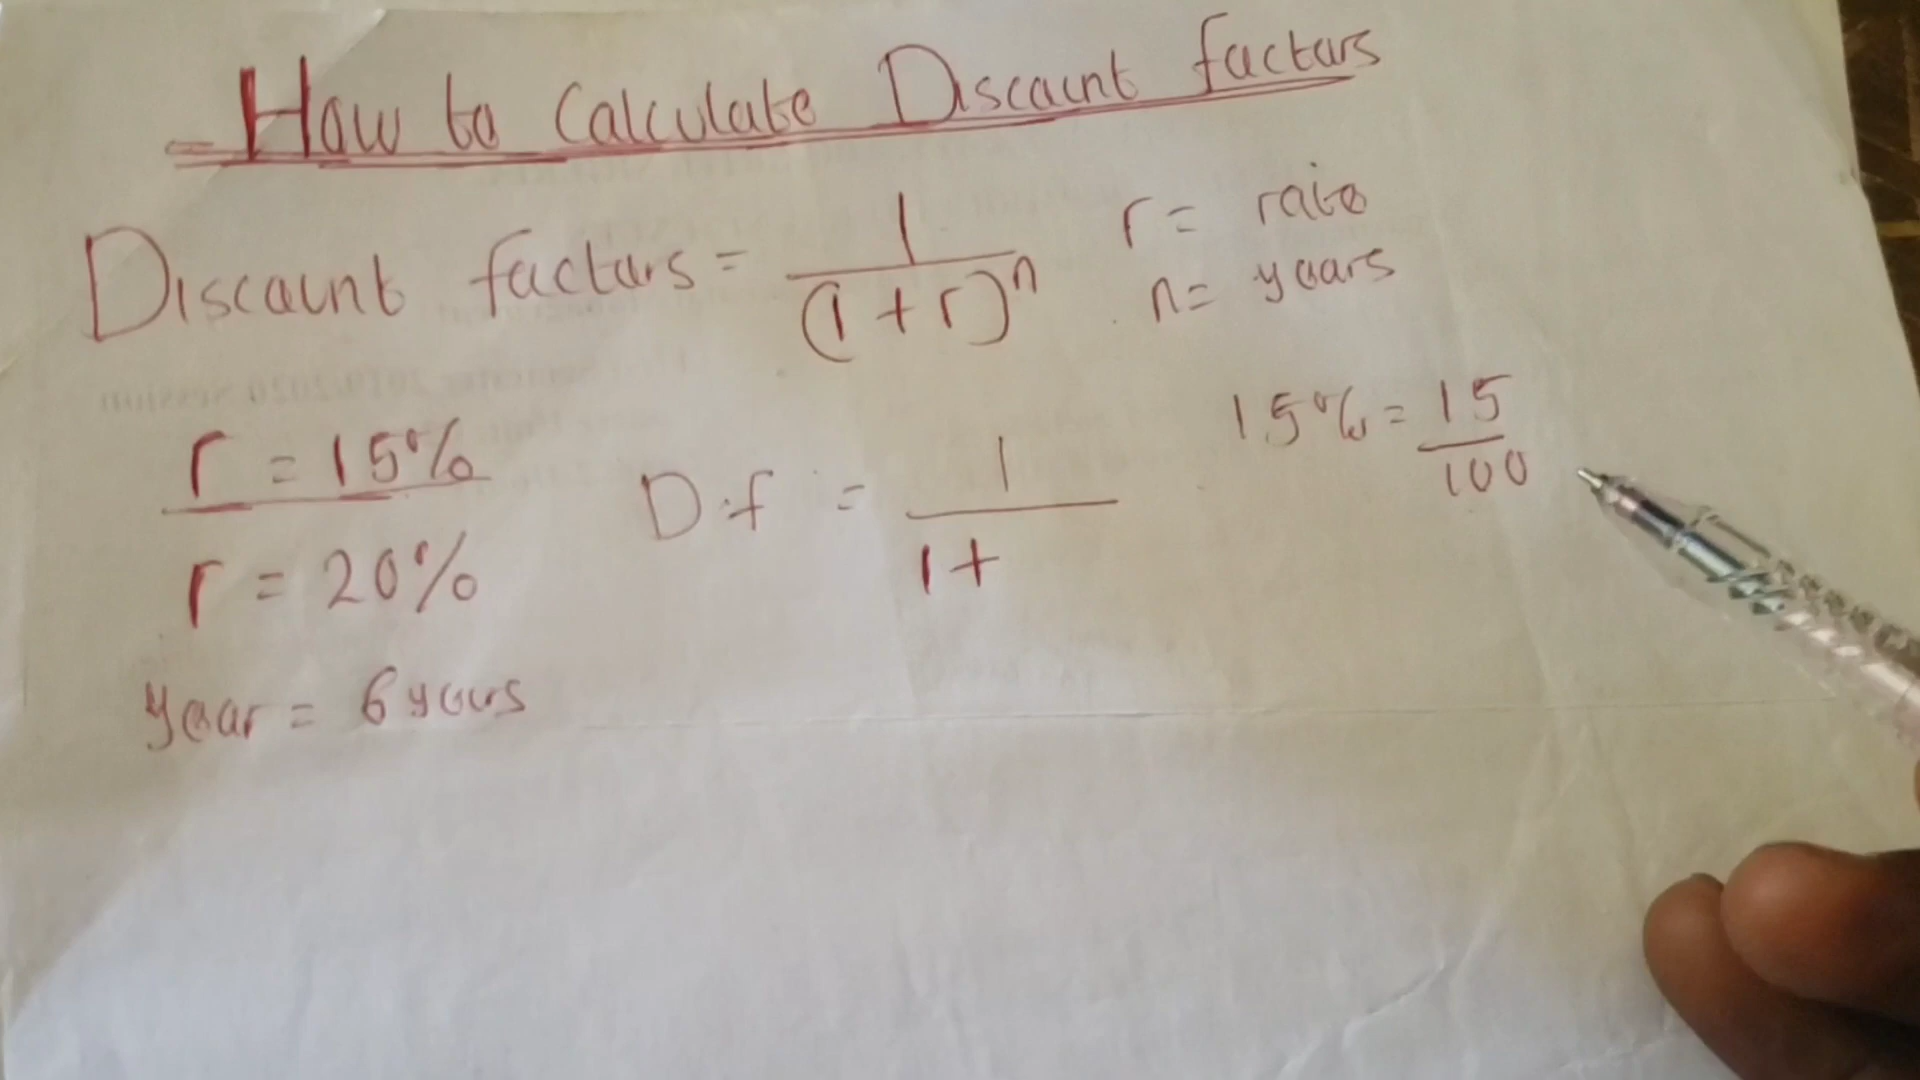 How to Calculate Discount factors
Discount factors = 1/(1+r)^n
r = rate
n = years
15% = 15/100
r = 15%
D.f = 1/1+
r = 20%
year = 6 years